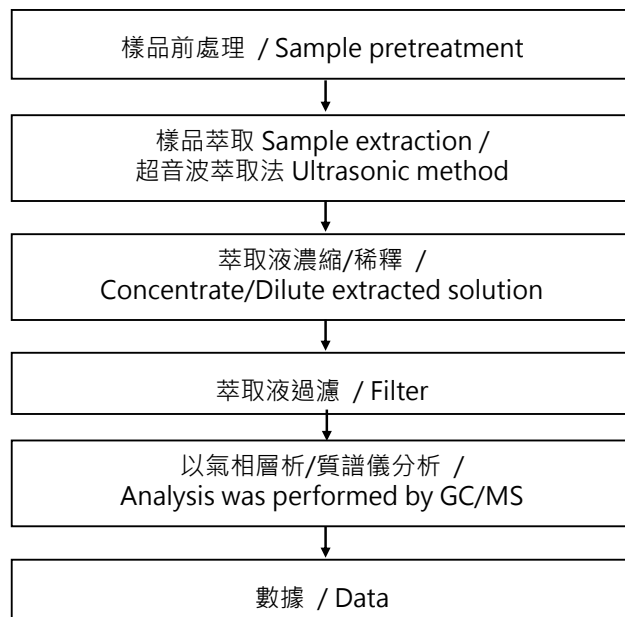 樣品前處理 / Sample pretreatment
樣品萃取 Sample extraction /
超音波萃取法 Ultrasonic method
萃取液濃縮/稀釋 /
Concentrate/Dilute extracted solution
萃取液過濾 / Filter
以氣相層析/質譜儀分析 /
Analysis was performed by GC/MS
數據 / Data